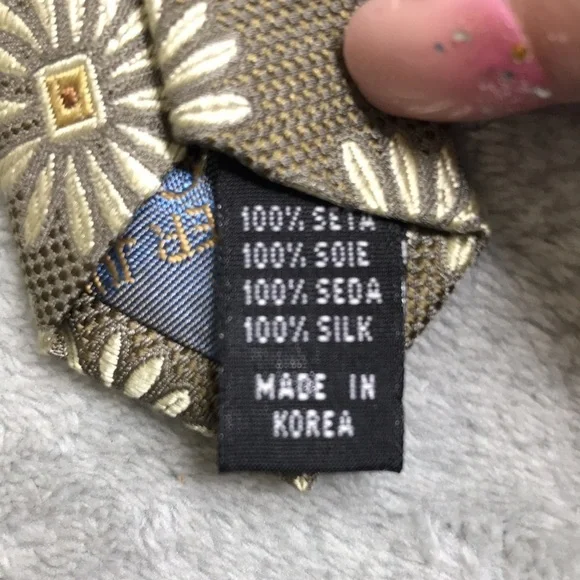 100% SETA
100% SOIE
100% SEDA
100% SILK
MADE IN
KOREA